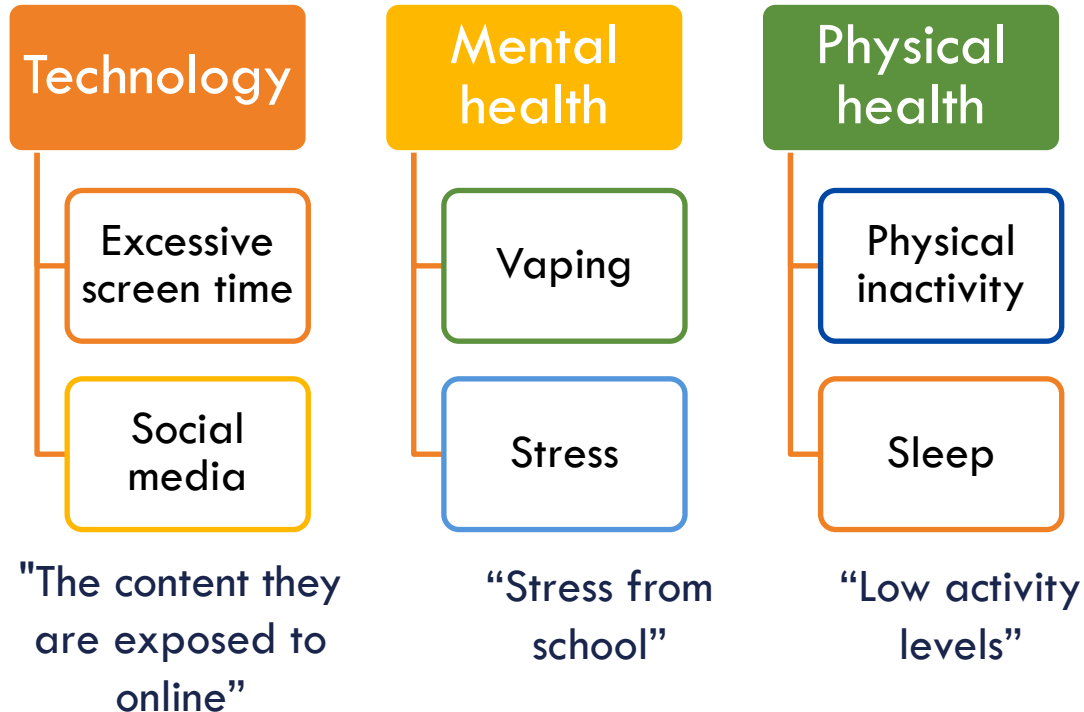 Technology
Excessive
screen time
Social
media
"The content they
are exposed to
online”
Mental
health
Vaping
Stress
“Stress from
school”
Physical
health
Physical
inactivity
Sleep
“Low activity
levels”